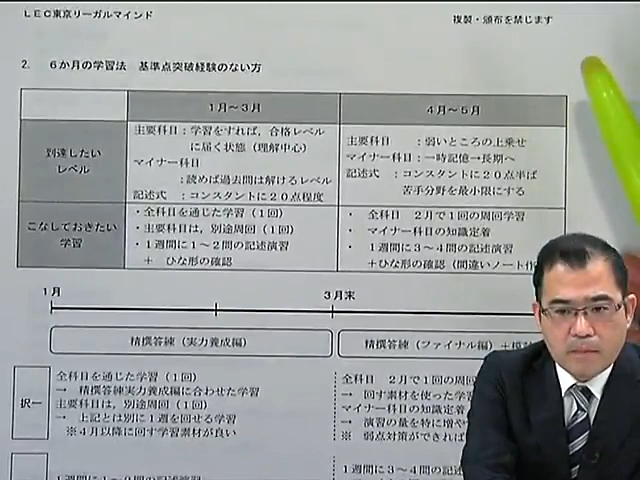 LEC東京リーガルマインド
複製・頒布を禁じます
2. 6か月の学習法 基準点突破経験のない方
1月～3月
4月～5月
到達したい
レベル
主要科目：学習をすれば，合格レベル
に届く状態（理解中心）
マイナー科目
：読めば過去問は解けるレベル
記述式 ：コンスタントに20点程度
主要科目 ：弱いところの上乗せ
マイナー科目：一時記憶→長期へ
記述式 ：コンスタントに20点半ば
苦手分野を最小限にする
こなしておきたい
学習
・全科目を通じた学習（1回）
・主要科目は，別途周回（1回）
・1週間に1～2問の記述演習
＋ ひな形の確認
・ 全科目 2月で1回の周回学習
・ マイナー科目の知識定着
・ 1週間に3～4問の記述演習
＋ひな形の確認（間違いノート
1月
3月末
精撰答練（実力養成編）
精撰答練（ファイナル編）＋模
択一
全科目を通じた学習（1回）
→ 精撰答練実力養成編に合わせた学習
主要科目は，別途周回（1回）
→ 上記とは別に1週を回せる学習
※4月以降に回す学習素材が良い
全科目 2月で1回の周回
→ 回す素材を使った学習
マイナー科目の知識定着
→ 演習の量を特に増や
※ 弱点対策ができれば
1週間に1～2問の記述演習
1週間に3～4問の記述